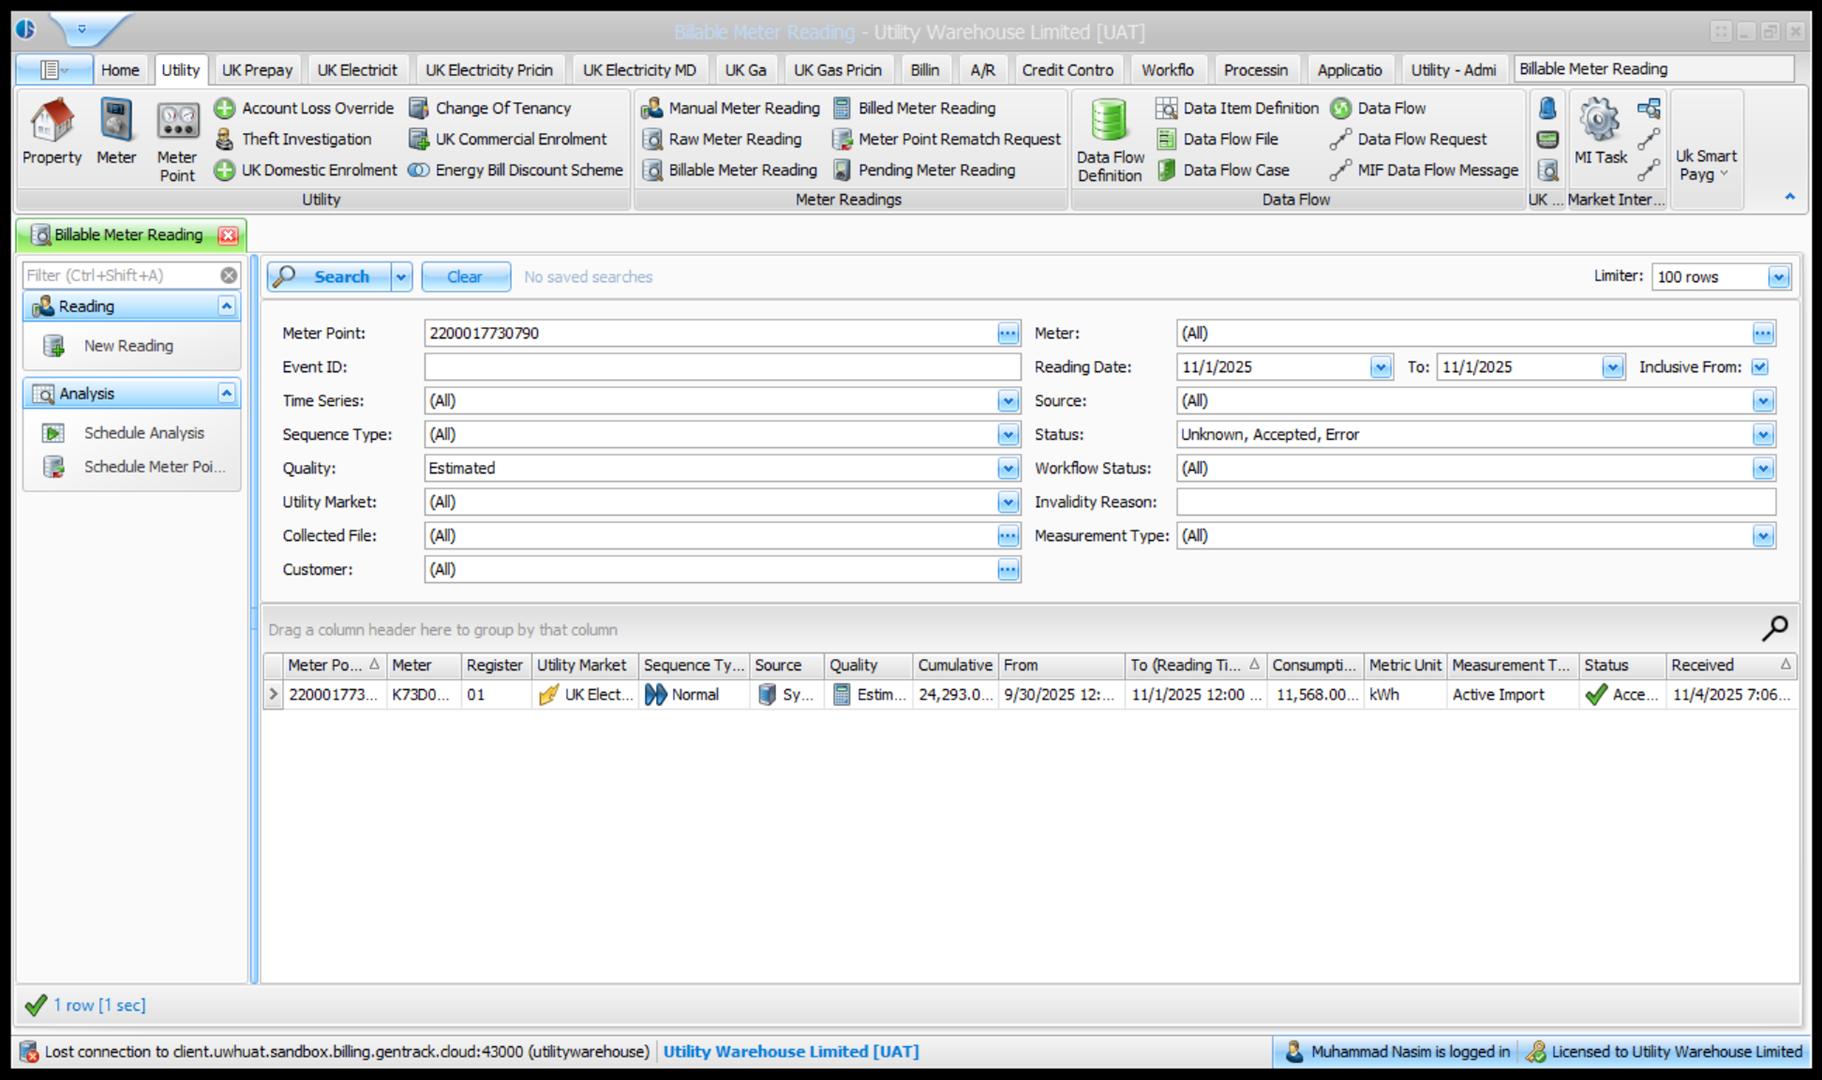 Billable Meter Reading - Utility Warehouse Limited [UAT]
Home Utility UK Prepay UK Electricit UK Electricity Pricin UK Electricity MD UK Ga UK Gas Pricin Billin A/R Credit Contro Workflo Processin Applicatio Utility - Admi Billable Meter Reading
Account Loss Override Change Of Tenancy Manual Meter Reading Billed Meter Reading Data Item Definition Data Flow
Theft Investigation UK Commercial Enrolment Raw Meter Reading Meter Point Rematch Request Data Flow File Data Flow Request
Property Meter Meter Point
UK Domestic Enrolment Energy Bill Discount Scheme Billable Meter Reading Pending Meter Reading Data Flow Definition Data Flow Case MIF Data Flow Message
MI Task Uk Smart Payg
Utility Meter Readings Data Flow UK ... Market Inter...
Billable Meter Reading
Filter (Ctrl+Shift+A)
Reading
New Reading
Analysis
Schedule Analysis
Schedule Meter Poi...
Search Clear No saved searches Limiter: 100 rows
Meter Point: 2200017730790 Meter: (All)
Event ID: Reading Date: 11/1/2025 To: 11/1/2025 Inclusive From:
Time Series: (All) Source: (All)
Sequence Type: (All) Status: Unknown, Accepted, Error
Quality: Estimated Workflow Status: (All)
Utility Market: (All) Invalidity Reason:
Collected File: (All) Measurement Type: (All)
Customer: (All)
Drag a column header here to group by that column
Meter Po... Meter Register Utility Market Sequence Ty... Source Quality Cumulative From To (Reading Ti... Consumpti... Metric Unit Measurement T... Status Received
220001773... K73D0... 01 UK Elect... Normal Sy... Estim... 24,293.0... 9/30/2025 12:... 11/1/2025 12:00 ... 11,568.00... kWh Active Import Acce... 11/4/2025 7:06...
1 row [1 sec]
Lost connection to client.uwhuat.sandbox.billing.gentrack.cloud:43000 (utilitywarehouse) Utility Warehouse Limited [UAT] Muhammad Nasim is logged in Licensed to Utility Warehouse Limited